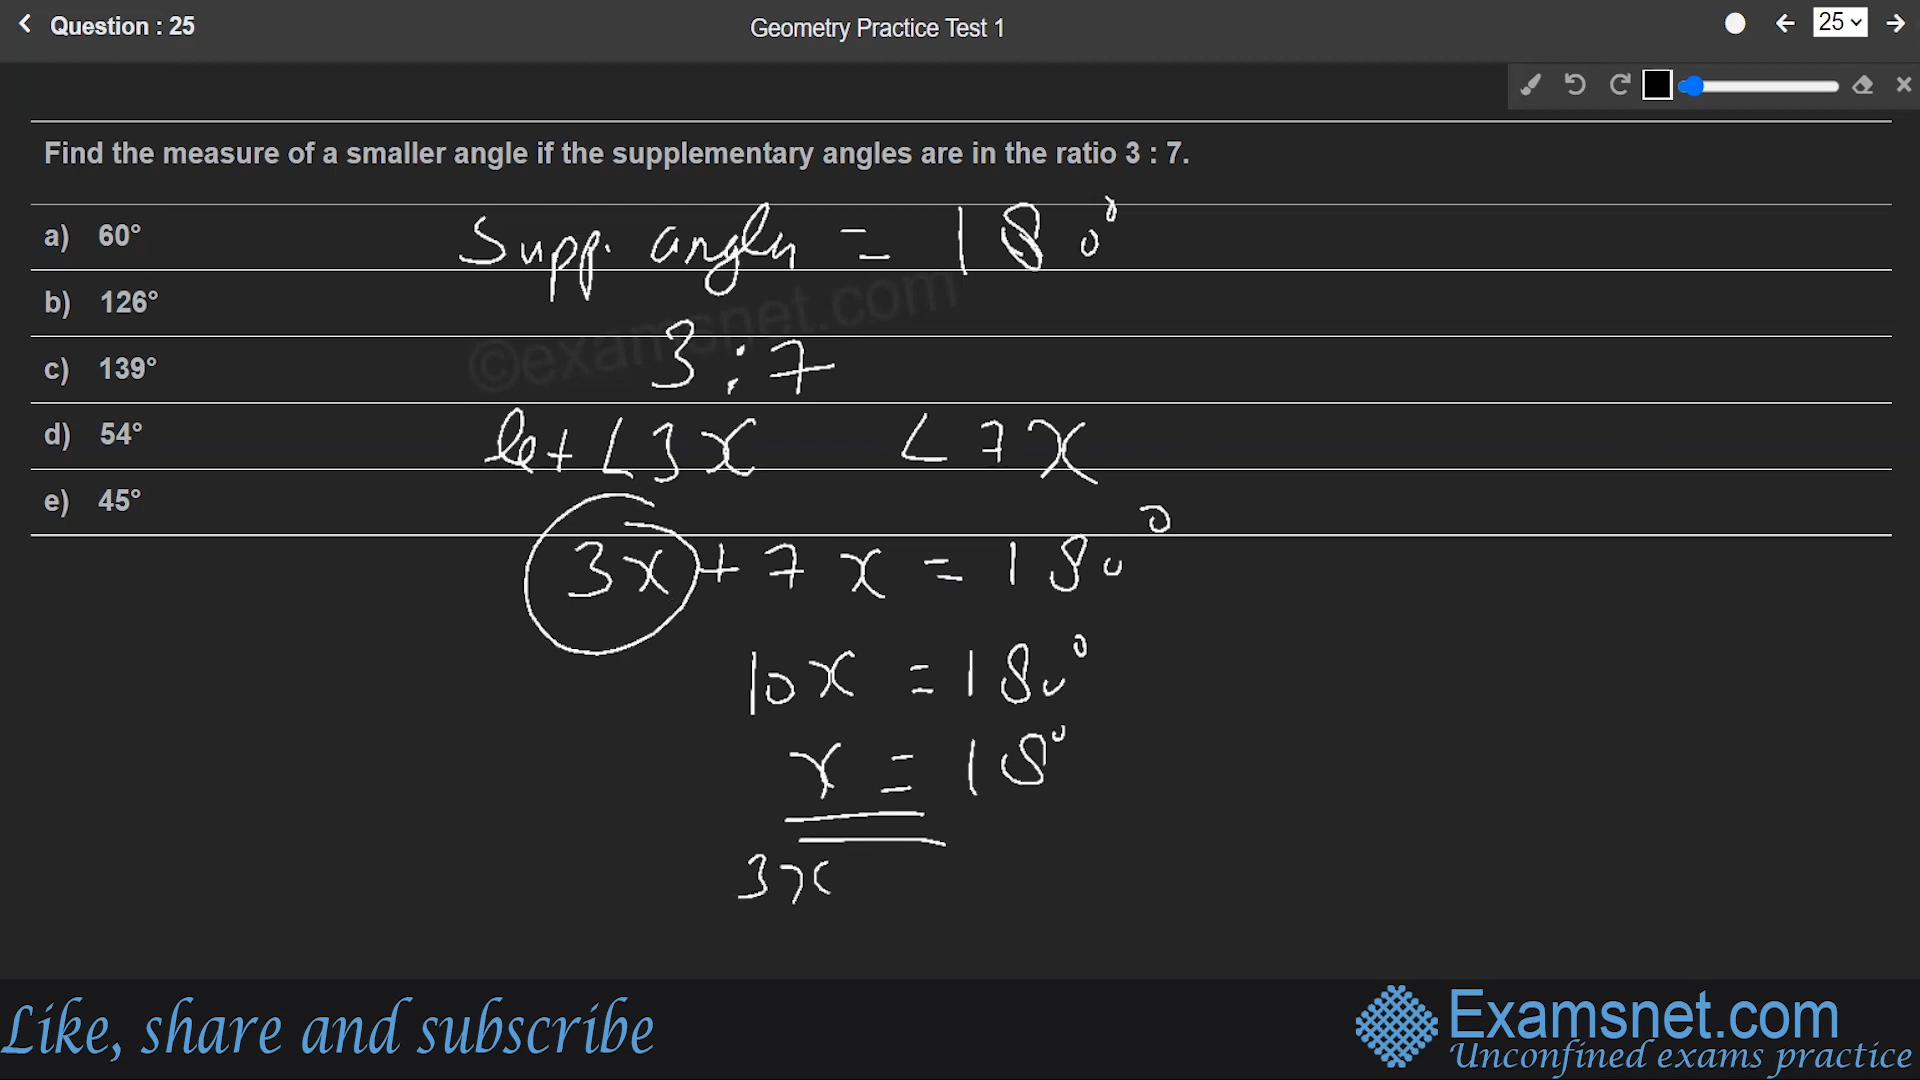 Question : 25
Geometry Practice Test 1
25
Find the measure of a smaller angle if the supplementary angles are in the ratio 3 : 7.
a) 60°
Supp. angles = 180°
b) 126°
©examsnet.com
c) 139°
3 : 7
d) 54°
let ∠3x ∠7x
e) 45°
3x + 7x = 180°
10x = 180°
x = 18°
3x
Like, share and subscribe
Examsnet.com
Unconfined exams practice